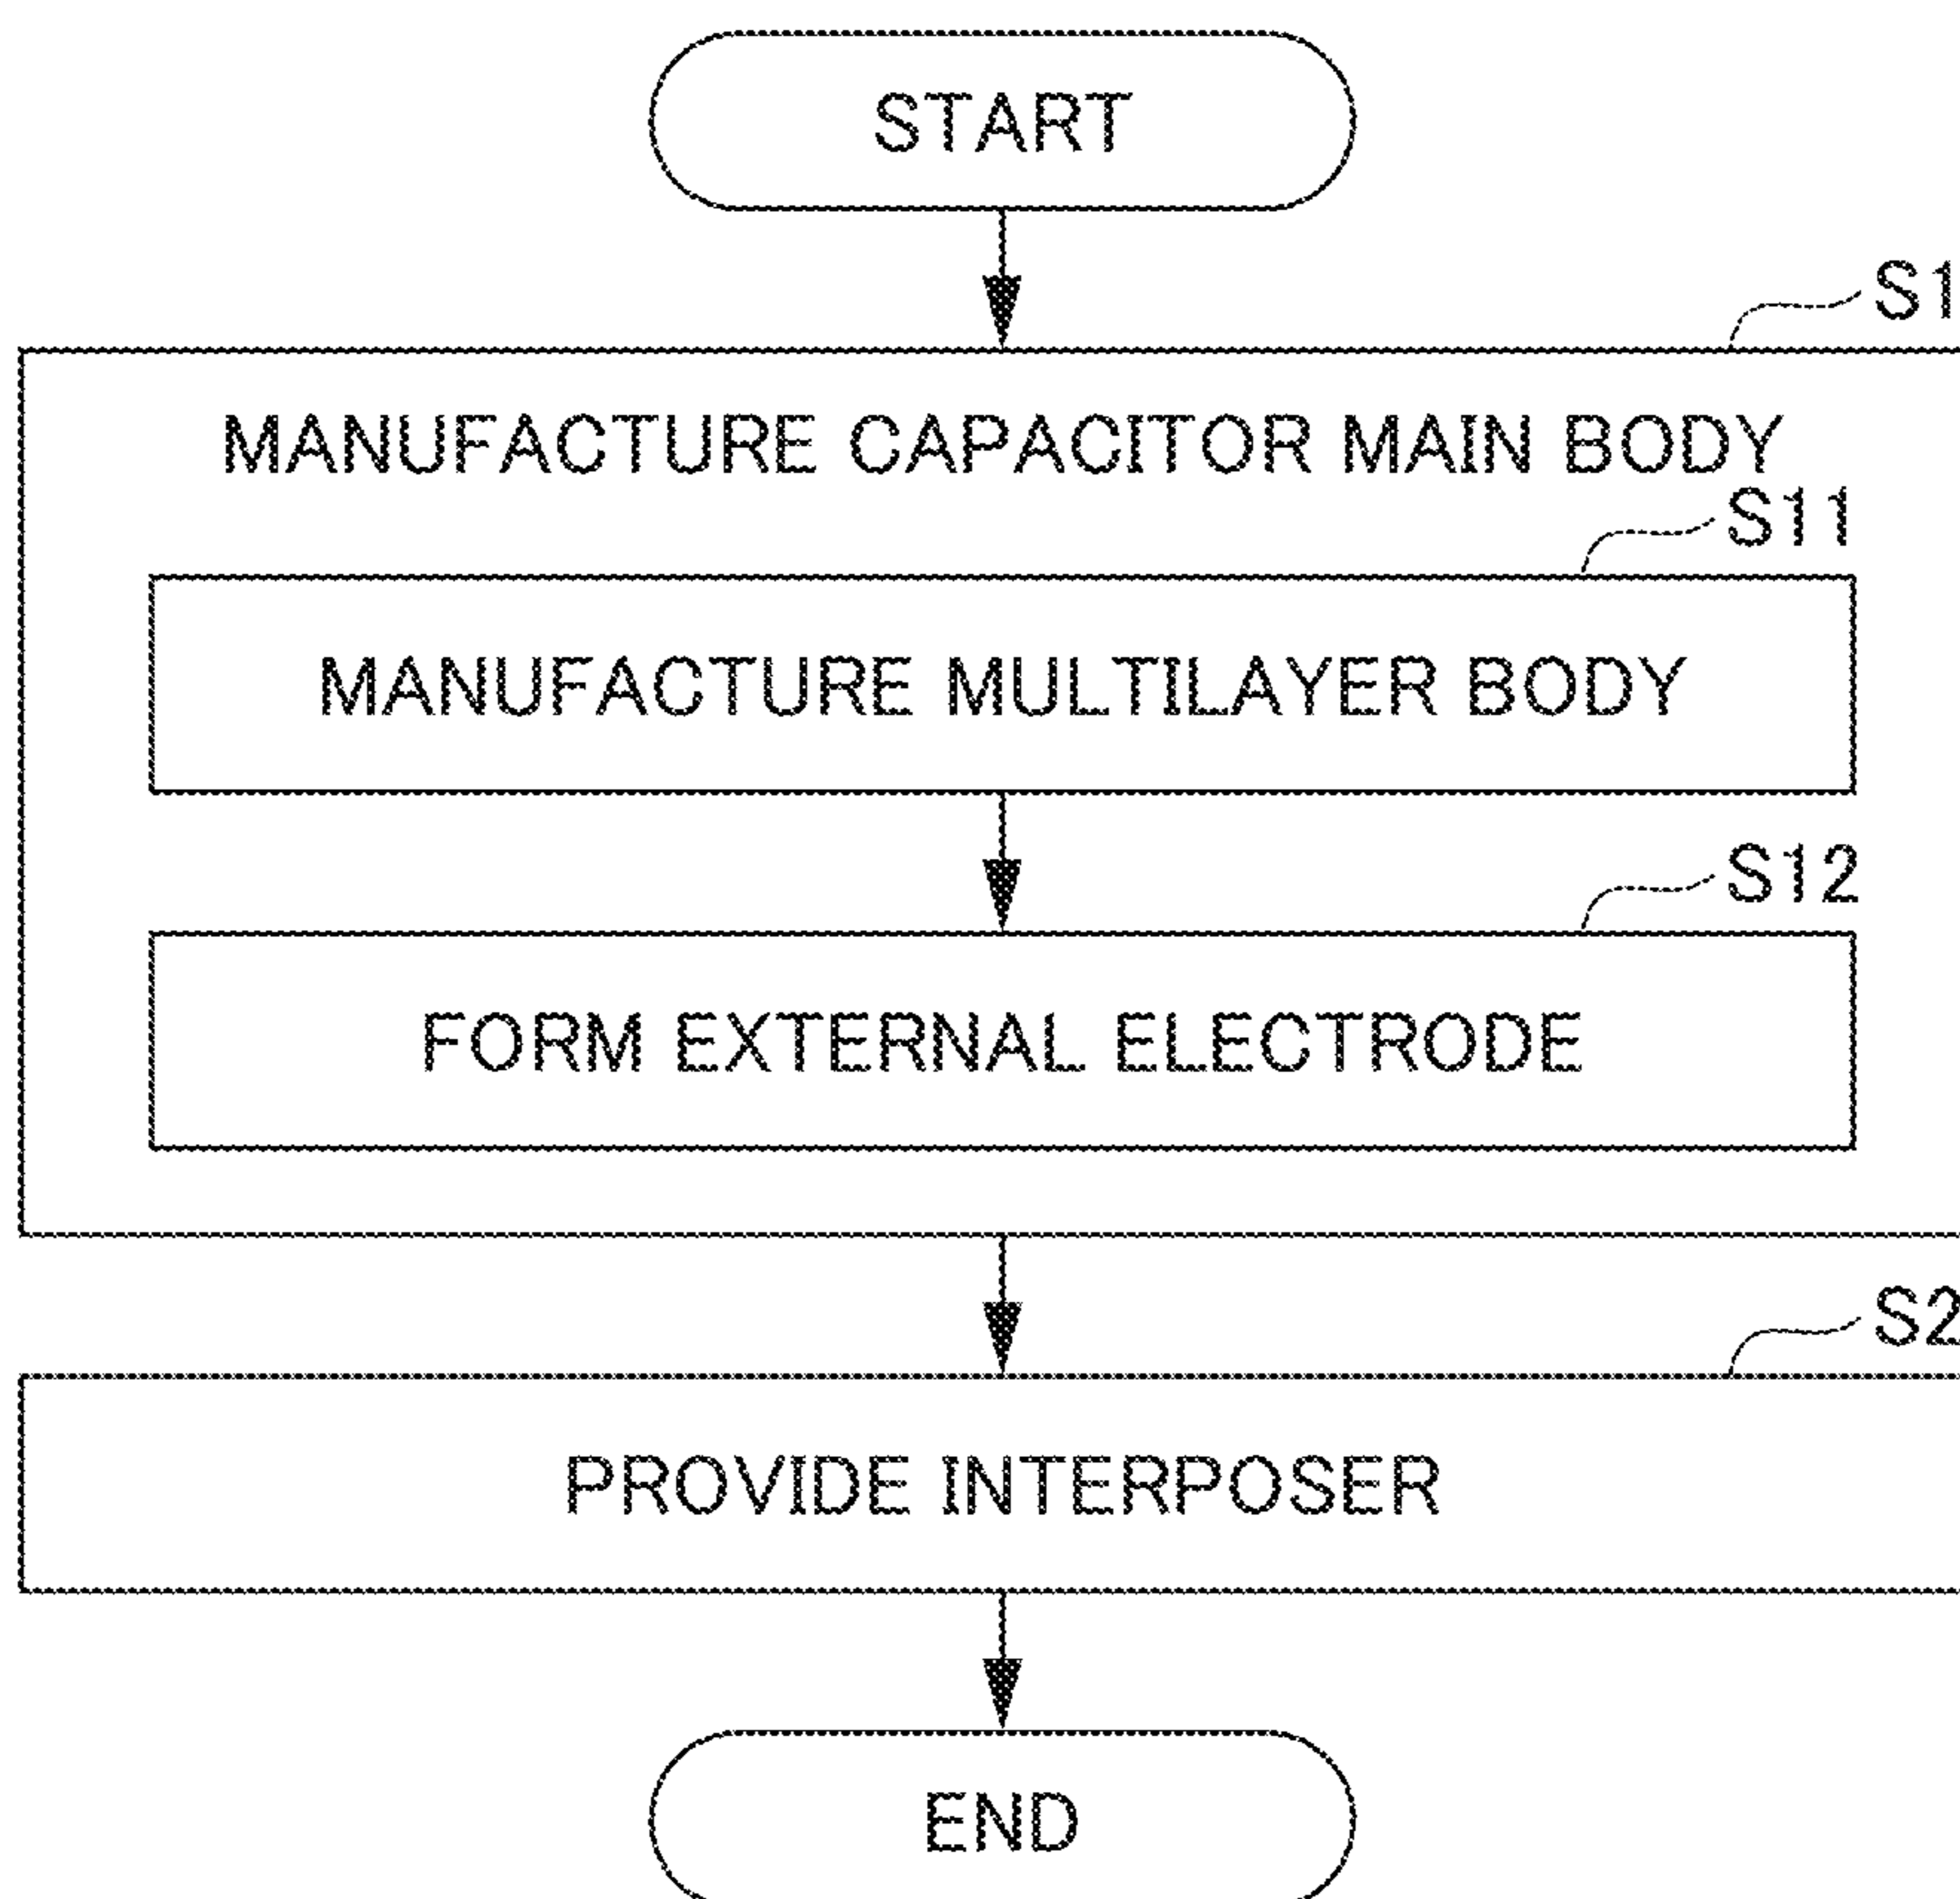 START
S1
MANUFACTURE CAPACITOR MAIN BODY
S11
MANUFACTURE MULTILAYER BODY
S12
FORM EXTERNAL ELECTRODE
S2
PROVIDE INTERPOSER
END